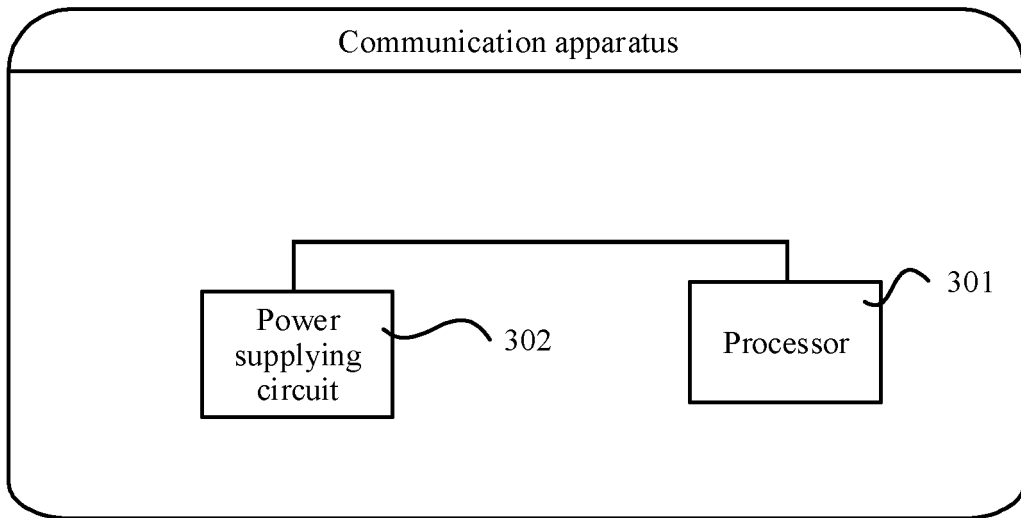 Communication apparatus
Power
supplying
circuit
302
Processor
301